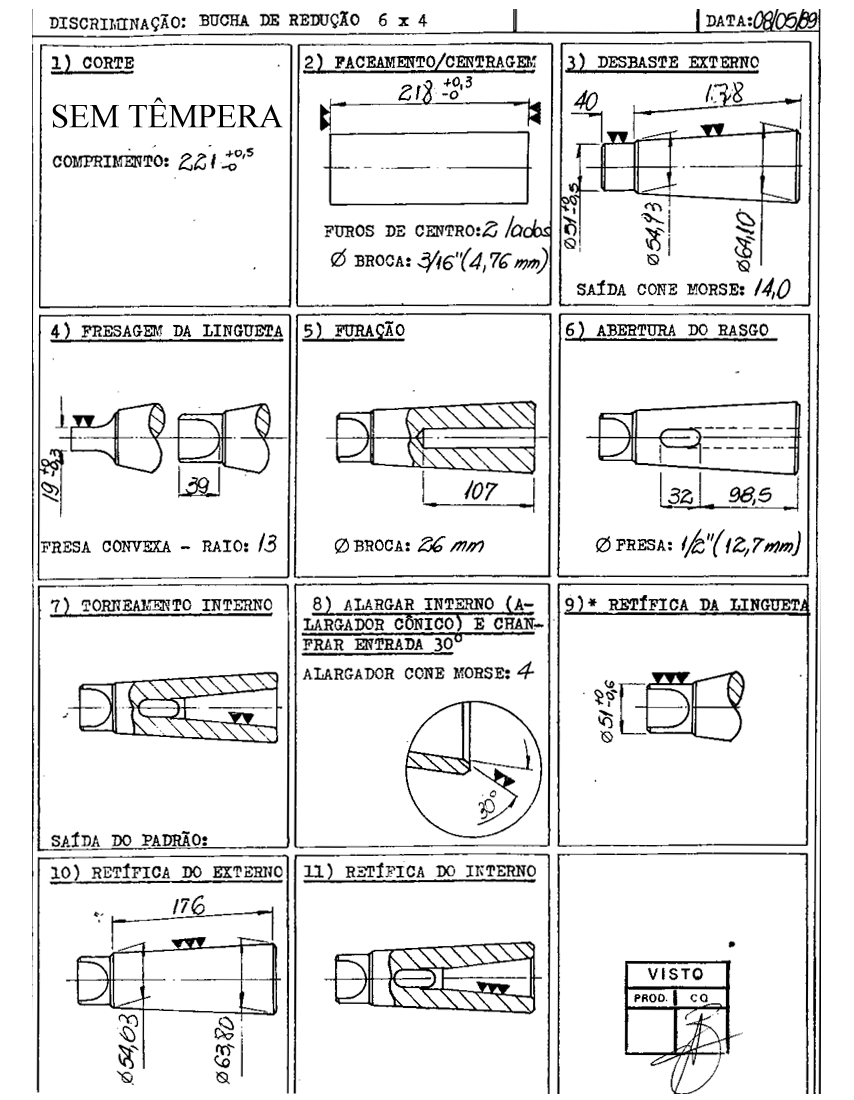 DISCRIMINAÇÃO: BUCHA DE REDUÇÃO 6 x 4
DATA: 08/05/89
1) CORTE
SEM TÊMPERA
COMPRIMENTO: 221 +0,5 -0
2) FACEAMENTO/CENTRAGEM
218 +0,3 -0
FUROS DE CENTRO: 2 lados
Ø BROCA: 3/16" (4,76 mm)
3) DESBASTE EXTERNO
40
178
Ø51 +0 -0,5
Ø54,93
Ø64,10
SAÍDA CONE MORSE: 14,0
4) FRESAGEM DA LINGUETA
19 +0 -0,3
39
FRESA CONVEXA - RAIO: 13
5) FURAÇÃO
107
Ø BROCA: 26 mm
6) ABERTURA DO RASGO
32
98,5
Ø FRESA: 1/2" (12,7 mm)
7) TORNEAMENTO INTERNO
SAÍDA DO PADRÃO:
8) ALARGAR INTERNO (A-
LARGADOR CÔNICO) E CHAN-
FRAR ENTRADA 30°
ALARGADOR CONE MORSE: 4
30°
9)* RETÍFICA DA LINGUETA
Ø51 +0 -0,6
10) RETÍFICA DO EXTERNO
176
Ø54,03
Ø63,80
11) RETÍFICA DO INTERNO
VISTO
PROD. CQ